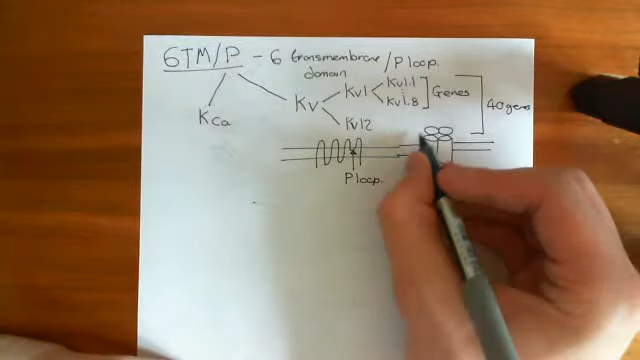 6TM/P - 6 transmembrane / P loop.
domain
KCa
Kv
Kv1
Kv1.1
Kv1.8
Genes
40 genes
Kv12
P loop.